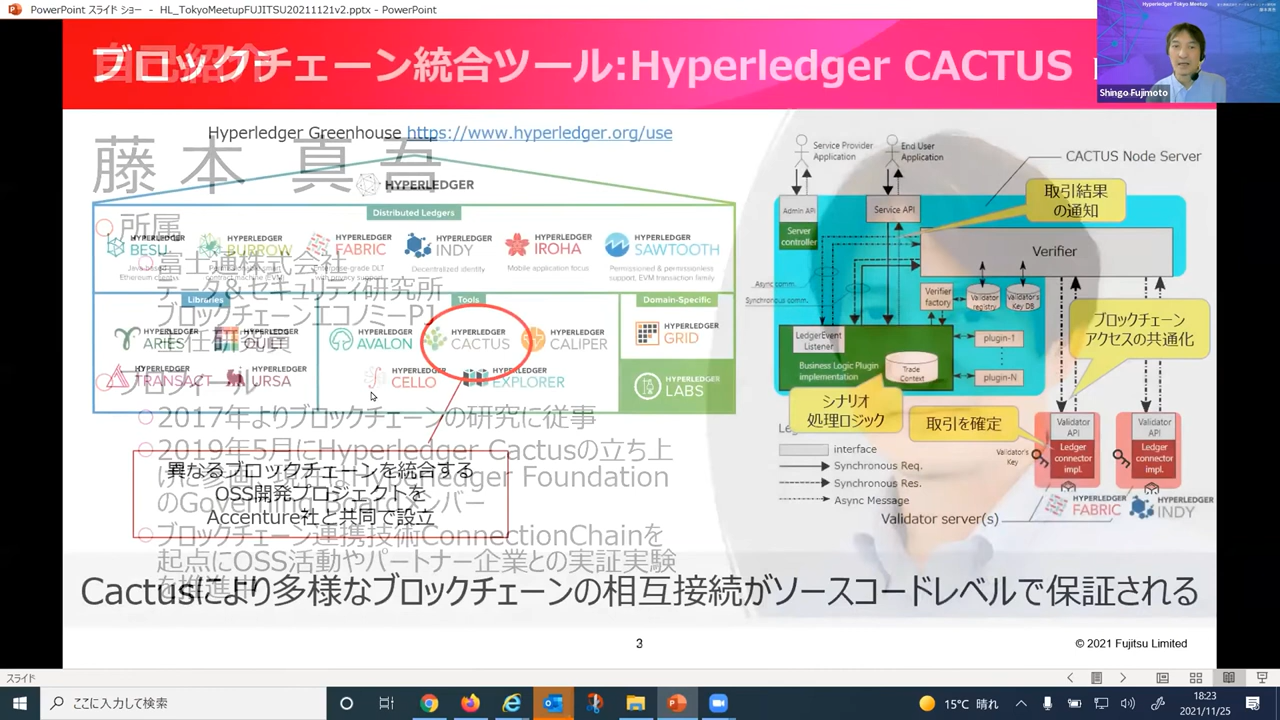 PowerPoint スライド ショー - HL_TokyoMeetupFUJITSU20211121v2.pptx - PowerPoint
Hyperledger Tokyo Meetup
Shingo Fujimoto
自己紹介
ブロックチェーン統合ツール:Hyperledger CACTUS
Hyperledger Greenhouse https://www.hyperledger.org/use
藤本 真吾
HYPERLEDGER
Distributed Ledgers
所属
HYPERLEDGER BESU
HYPERLEDGER BURROW
HYPERLEDGER FABRIC
HYPERLEDGER INDY
HYPERLEDGER IROHA
HYPERLEDGER SAWTOOTH
Decentralized identity
Mobile application focus
Permissioned & permissionless support, EVM transaction family
富士通株式会社
データ&セキュリティ研究所
ブロックチェーンエコノミーPJ
主任研究員
Libraries
Tools
Domain-Specific
HYPERLEDGER ARIES
HYPERLEDGER QUILT
HYPERLEDGER AVALON
HYPERLEDGER CACTUS
HYPERLEDGER CALIPER
HYPERLEDGER GRID
HYPERLEDGER TRANSACT
HYPERLEDGER URSA
HYPERLEDGER CELLO
HYPERLEDGER EXPLORER
HYPERLEDGER LABS
プロフィール
2017年よりブロックチェーンの研究に従事
2019年5月にHyperledger Cactusの立ち上
Hyperledger Foundation
のGoverning Boardメンバー
ブロックチェーン連携技術ConnectionChainを
起点にOSS活動やパートナー企業との実証実験
を推進中
異なるブロックチェーンを統合する
OSS開発プロジェクトを
Accenture社と共同で設立
Service Provider Application
End User Application
CACTUS Node Server
取引結果の通知
Admin API
Service API
Server controller
Verifier
Async comm.
Synchronous comm.
Verifier factory
Validator registry
Validator's Key DB
LedgerEvent Listener
Business Logic Plugin implementation
Trade Context
plugin-1
plugin-N
ブロックチェーン
アクセスの共通化
シナリオ
処理ロジック
取引を確定
interface
Synchronous Req.
Synchronous Res.
Async Message
Validator's Key
Validator API
Ledger connector impl.
Validator API
Ledger connector impl.
HYPERLEDGER FABRIC
HYPERLEDGER INDY
Validator server(s)
Cactusにより多様なブロックチェーンの相互接続がソースコードレベルで保証される
3
© 2021 Fujitsu Limited
スライド
ここに入力して検索
15°C 晴れ
18:23
2021/11/25